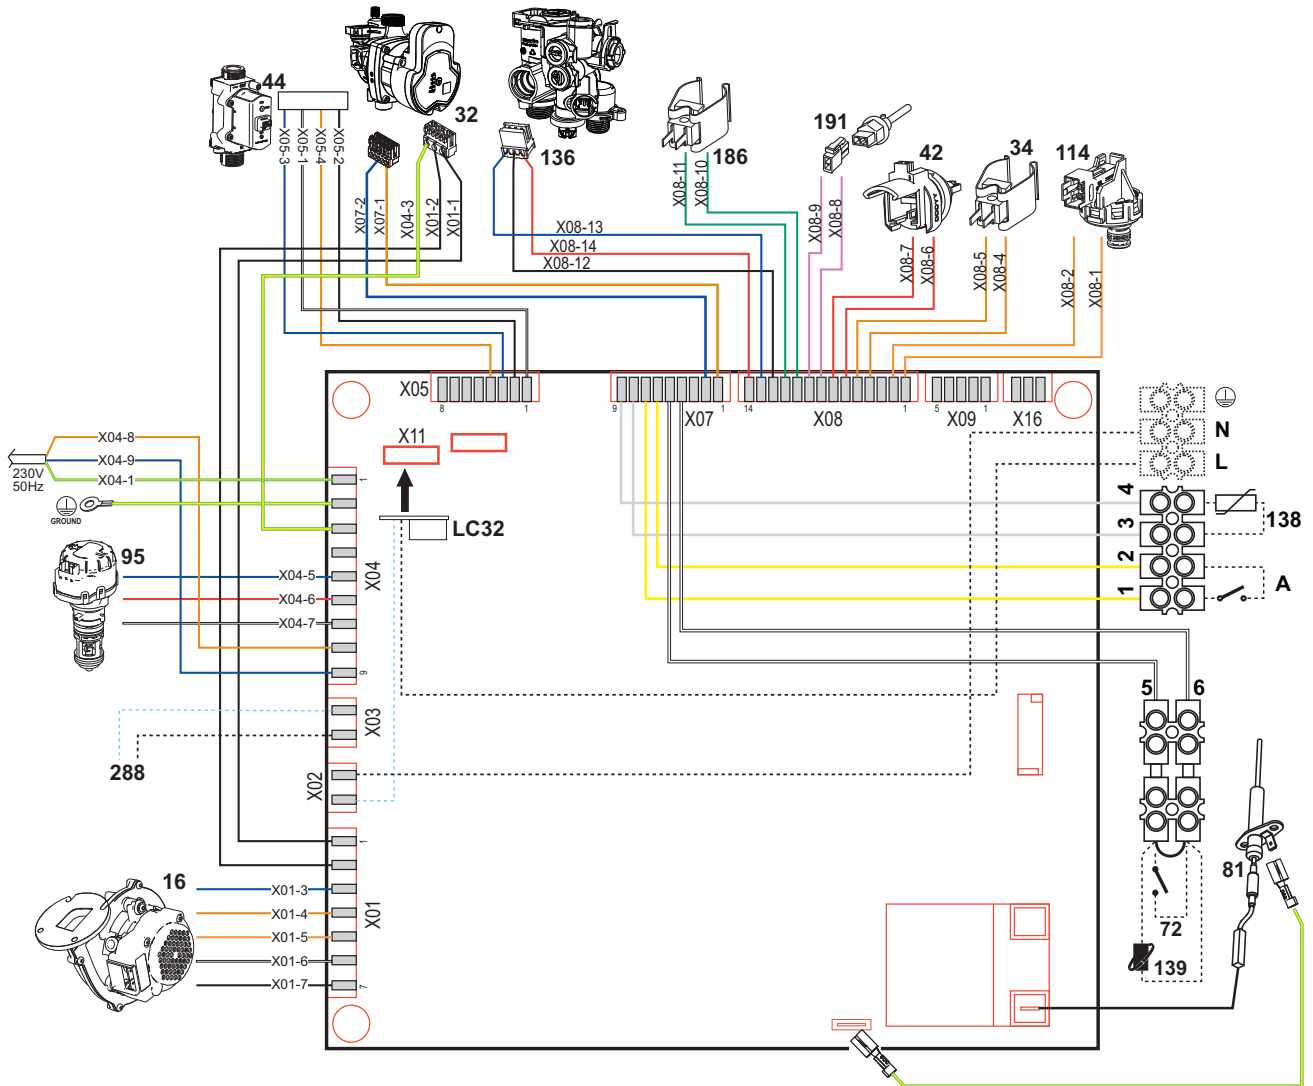 44
32
136
186
191
42
34
114
X05-3
X05-1
X05-4
X05-2
X07-2
X07-1
X04-3
X01-2
X01-1
X08-13
X08-14
X08-12
X08-11
X08-10
X08-9
X08-8
X08-7
X08-6
X08-5
X08-4
X08-2
X08-1
X05
8
1
9
1
X07
14
1
X08
5
1
X09
X16
X11
LC32
X04-8
X04-9
X04-1
230V
50Hz
GROUND
1
95
X04-5
X04-6
X04-7
X04
9
X03
288
X02
1
16
X01-3
X01-4
X01-5
X01-6
X01-7
X01
7
N
L
4
3
2
1
138
A
5
6
72
139
81